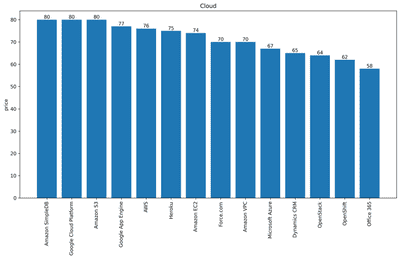 Cloud
80
80
80
77
76
75
74
70
70
67
65
64
62
58
price
80
70
60
50
40
30
20
10
0
Amazon SimpleDB
Google Cloud Platform
Amazon S3
Google App Engine
AWS
Heroku
Amazon EC2
Force.com
Amazon VPC
Microsoft Azure
Dynamics CRM
OpenStack
OpenShift
Office 365